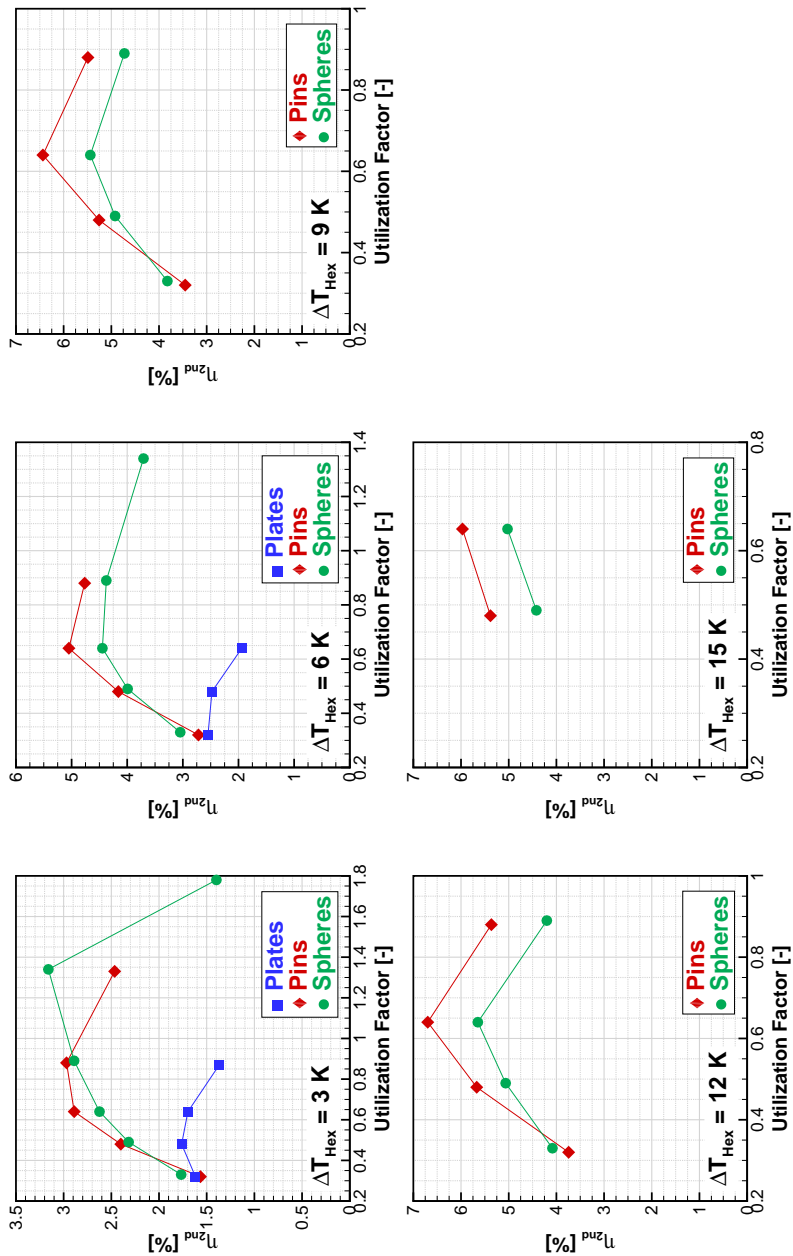 3.5
3
2.5
2
1.5
1
0.5
0
η2nd [%]
Plates
Pins
Spheres
ΔT_Hex = 3 K
0.2 0.4 0.6 0.8 1 1.2 1.4 1.6 1.8
Utilization Factor [-]
6
5
4
3
2
1
0
η2nd [%]
Plates
Pins
Spheres
ΔT_Hex = 6 K
0.2 0.4 0.6 0.8 1 1.2 1.4
Utilization Factor [-]
7
6
5
4
3
2
1
0
η2nd [%]
Pins
Spheres
ΔT_Hex = 9 K
0.2 0.4 0.6 0.8 1
Utilization Factor [-]
7
6
5
4
3
2
1
0
η2nd [%]
Pins
Spheres
ΔT_Hex = 12 K
0.2 0.4 0.6 0.8 1
Utilization Factor [-]
7
6
5
4
3
2
1
0
η2nd [%]
Pins
Spheres
ΔT_Hex = 15 K
0.2 0.4 0.6 0.8
Utilization Factor [-]